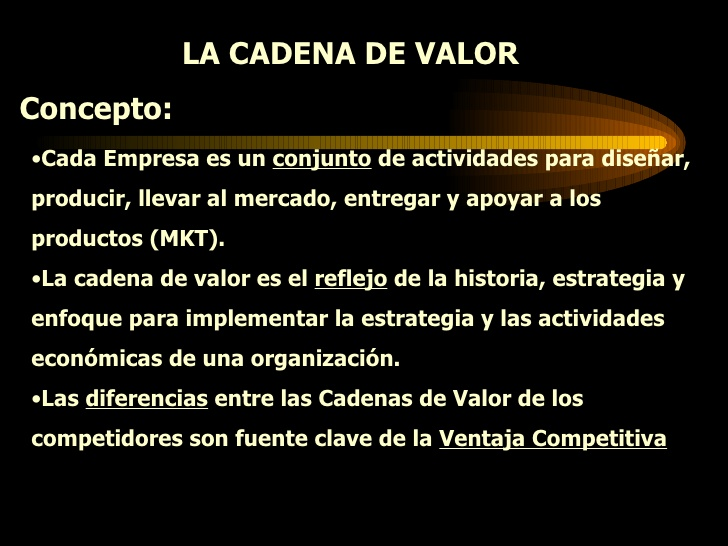 LA CADENA DE VALOR
Concepto:
•Cada Empresa es un conjunto de actividades para diseñar,
producir, llevar al mercado, entregar y apoyar a los
productos (MKT).
•La cadena de valor es el reflejo de la historia, estrategia y
enfoque para implementar la estrategia y las actividades
económicas de una organización.
•Las diferencias entre las Cadenas de Valor de los
competidores son fuente clave de la Ventaja Competitiva